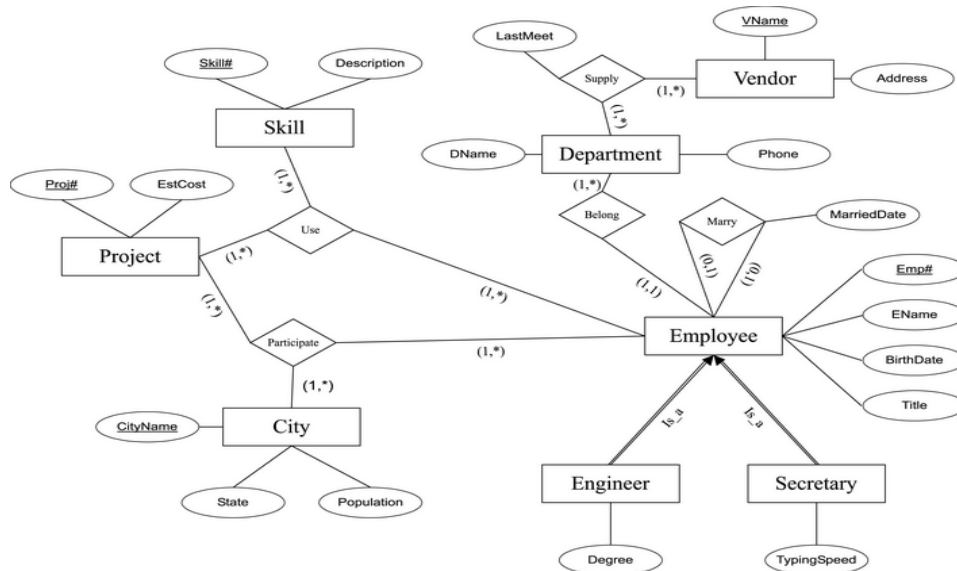 VName
LastMeet
Supply
Vendor
Address
(1,*)
(1,*)
Skill#
Description
Skill
DName
Department
Phone
(1,*)
(1,*)
Proj#
EstCost
Belong
Marry
MarriedDate
Use
Project
(1,*)
(0,1)
(0,1)
(1,1)
Emp#
(1,*)
(1,*)
EName
Employee
Participate
(1,*)
BirthDate
(1,*)
Title
CityName
City
Is_a
Is_a
Engineer
Secretary
State
Population
Degree
TypingSpeed